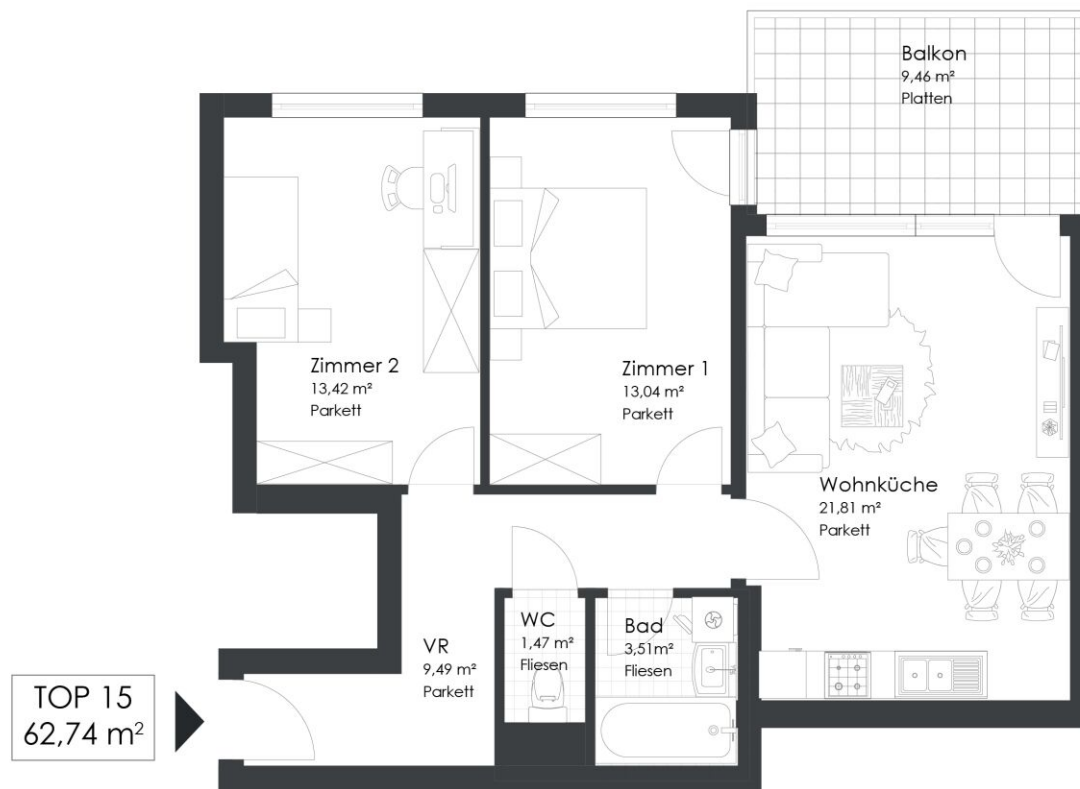 Balkon
9,46 m²
Platten
Zimmer 2
13,42 m²
Parkett
Zimmer 1
13,04 m²
Parkett
Wohnküche
21,81 m²
Parkett
WC
1,47 m²
Fliesen
Bad
3,51m²
Fliesen
VR
9,49 m²
Parkett
TOP 15
62,74 m²